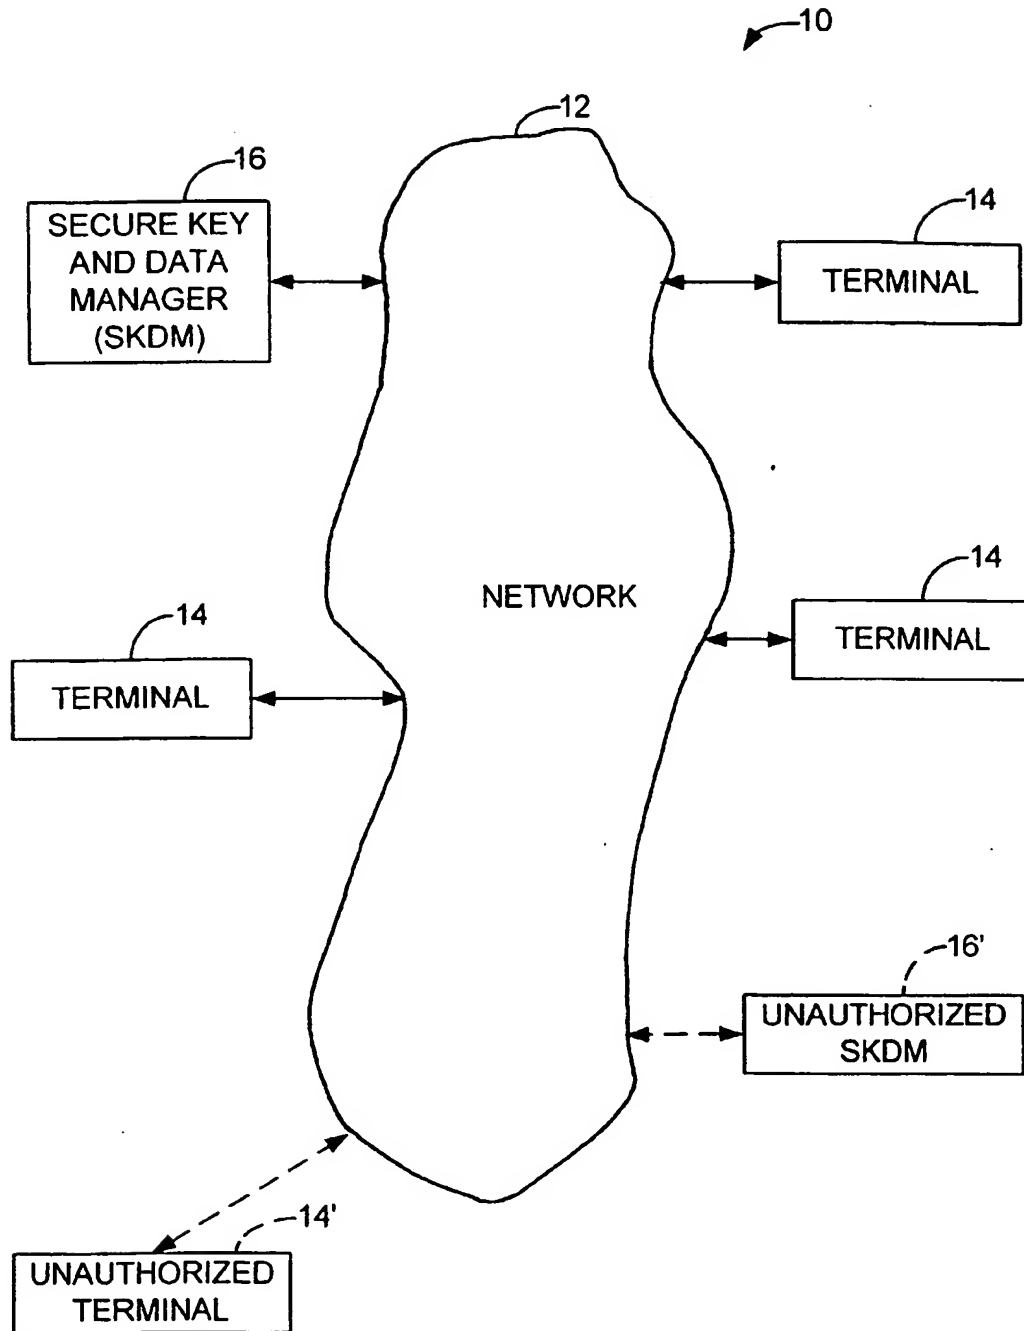 10
12
16
SECURE KEY
AND DATA
MANAGER
(SKDM)
14
TERMINAL
14
TERMINAL
NETWORK
14
TERMINAL
16'
UNAUTHORIZED
SKDM
14'
UNAUTHORIZED
TERMINAL